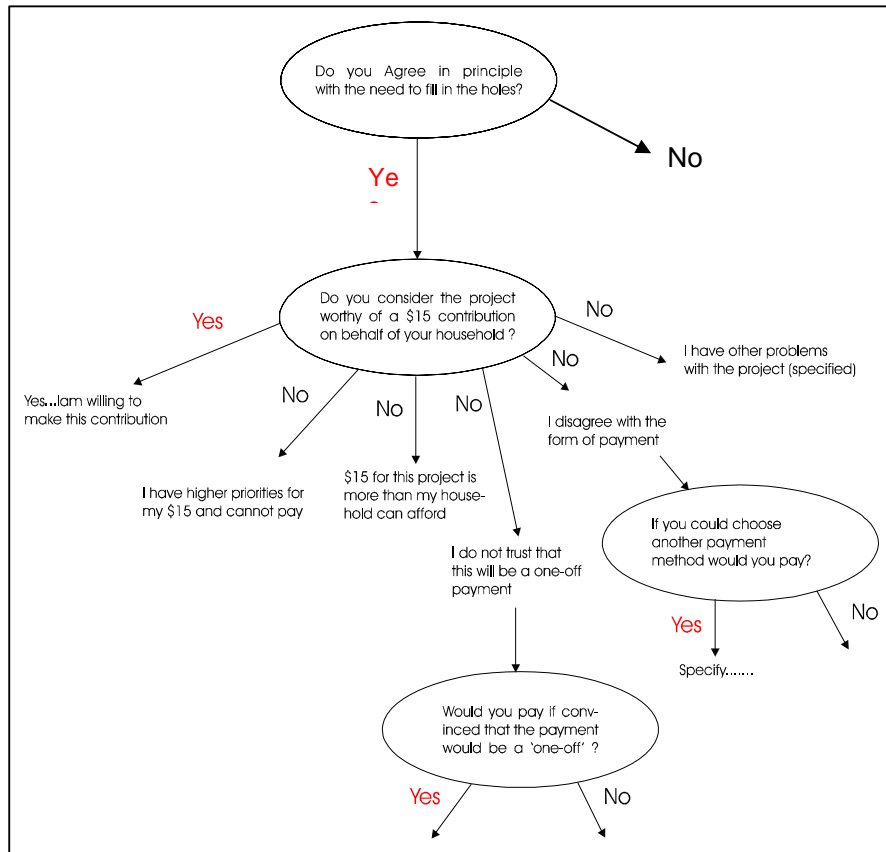 Do you Agree in principle
with the need to fill in the holes?
No
Ye
Do you consider the project
worthy of a $15 contribution
on behalf of your household ?
Yes
No
No
No
No
No
I have other problems
with the project (specified)
Yes...Iam willing to
make this contribution
I disagree with the
form of payment
I have higher priorities for
my $15 and cannot pay
$15 for this project is
more than my house-
hold can afford
I do not trust that
this will be a one-off
payment
If you could choose
another payment
method would you pay?
Yes
No
Specify.......
Would you pay if convin-
ced that the payment
would be a 'one-off' ?
Yes
No